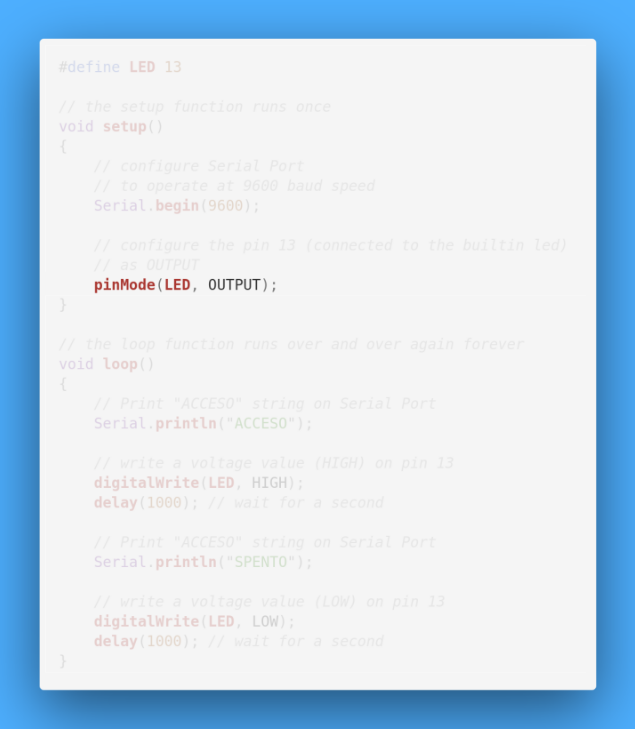 #define LED 13
// the setup function runs once
void setup()
{
// configure Serial Port
// to operate at 9600 baud speed
Serial.begin(9600);
// configure the pin 13 (connected to the builtin led)
// as OUTPUT
pinMode(LED, OUTPUT);
}
// the loop function runs over and over again forever
void loop()
{
// Print "ACCESO" string on Serial Port
Serial.println("ACCESO");
// write a voltage value (HIGH) on pin 13
digitalWrite(LED, HIGH);
delay(1000); // wait for a second
// Print "ACCESO" string on Serial Port
Serial.println("SPENTO");
// write a voltage value (LOW) on pin 13
digitalWrite(LED, LOW);
delay(1000); // wait for a second
}